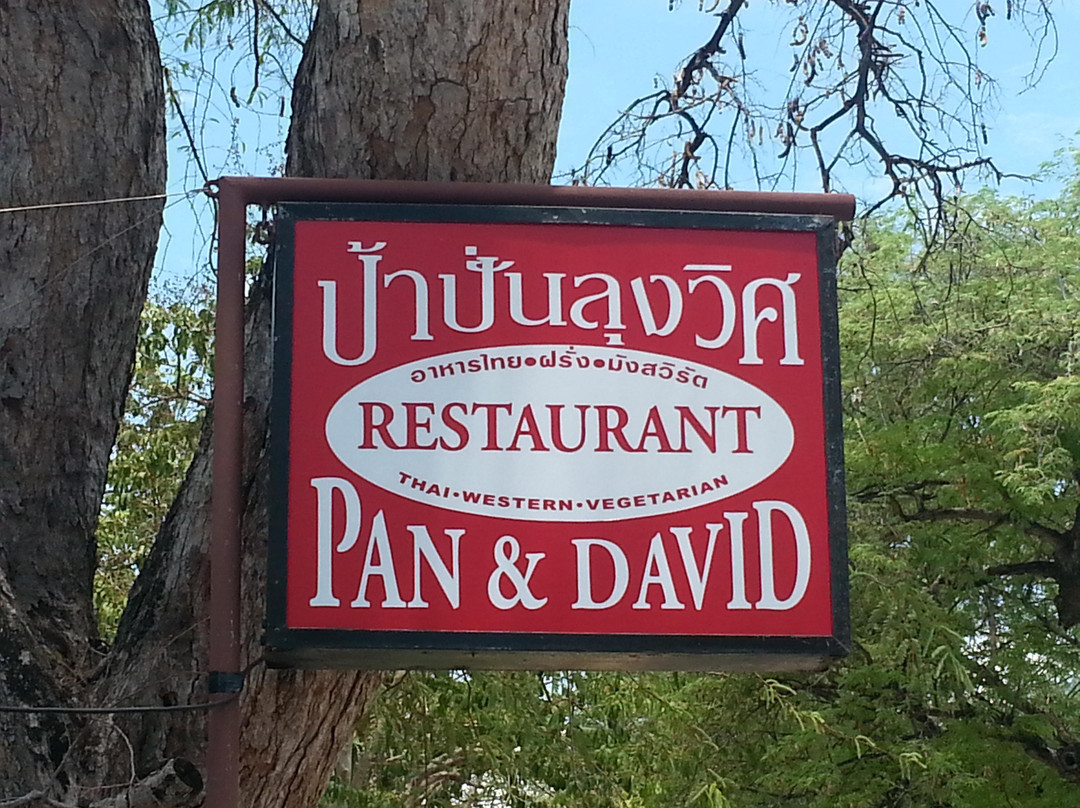 ป้าปั่นลุงวิศ
อาหารไทย•ฝรั่ง•มังสวิรัต
RESTAURANT
THAI•WESTERN•VEGETARIAN
PAN & DAVID